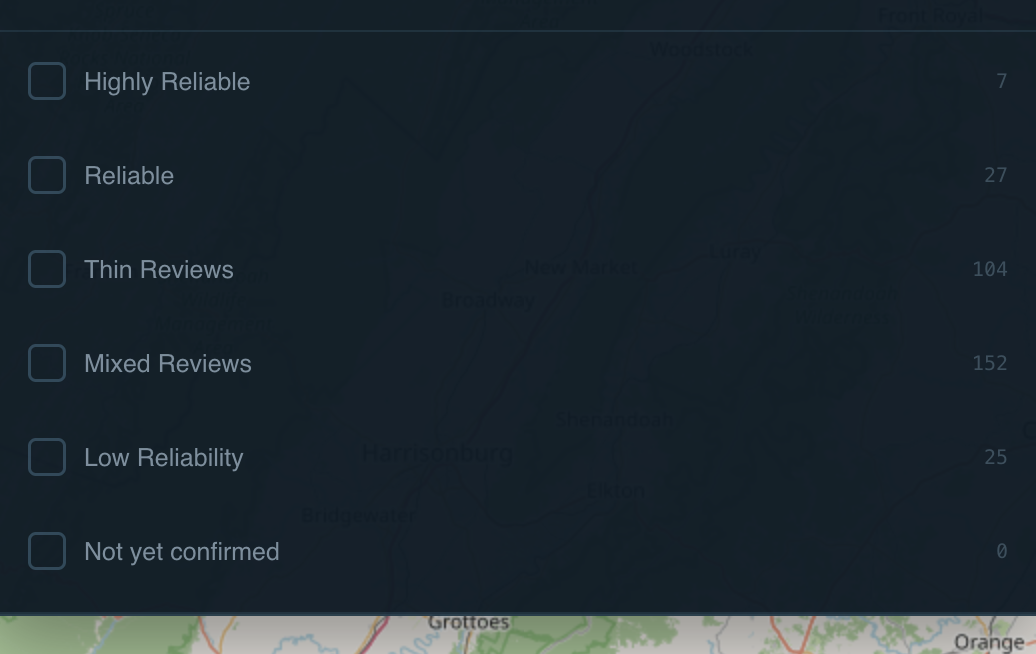 Front Royal
Woodstock
Highly Reliable 7
Reliable 27
Luray
New Market
Thin Reviews 104
Broadway
Mixed Reviews 152
Shenandoah
Harrisonburg
Low Reliability 25
Elkton
Bridgewater
Not yet confirmed 0
Grottoes
Orange